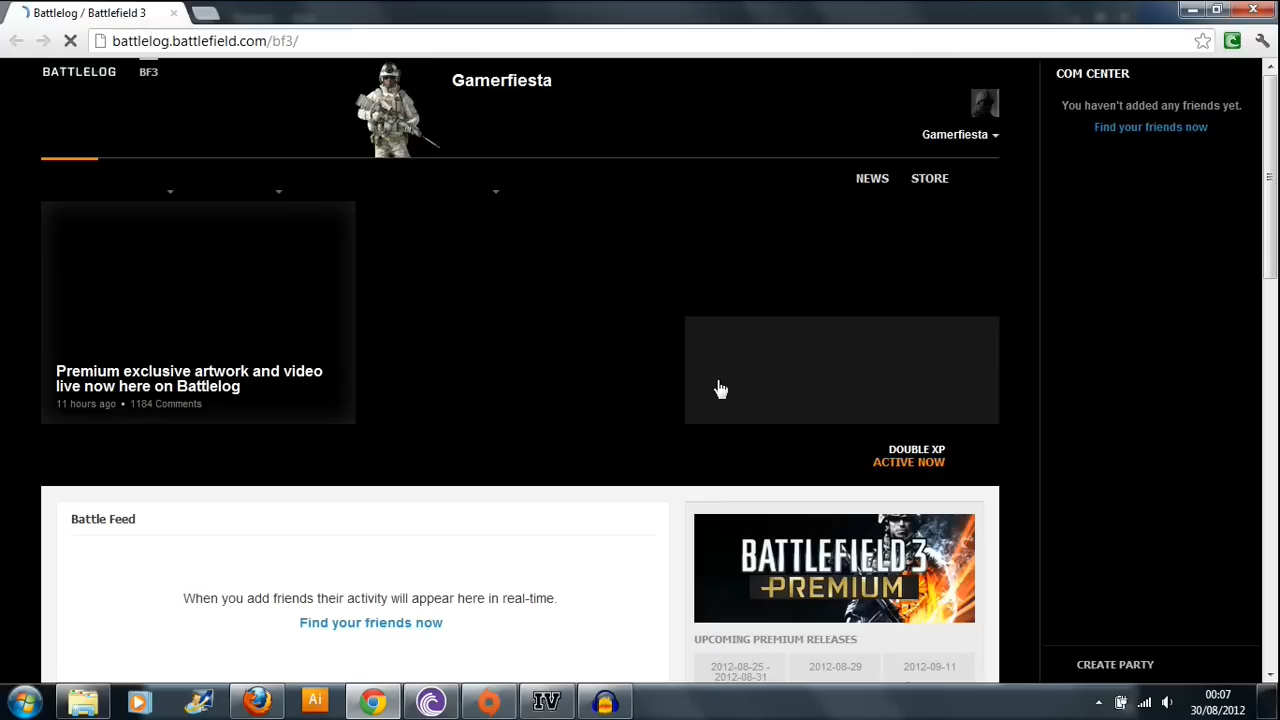 Battlelog / Battlefield 3
battlelog.battlefield.com/bf3/
BATTLELOG
BF3
Gamerfiesta
Gamerfiesta
NEWS
STORE
COM CENTER
You haven't added any friends yet.
Find your friends now
Premium exclusive artwork and video
live now here on Battlelog
11 hours ago • 1184 Comments
DOUBLE XP
ACTIVE NOW
Battle Feed
When you add friends their activity will appear here in real-time.
Find your friends now
BATTLEFIELD 3
PREMIUM
UPCOMING PREMIUM RELEASES
2012-08-25 -
2012-08-31
2012-08-29
2012-09-11
CREATE PARTY
Ai
IV
00:07
30/08/2012